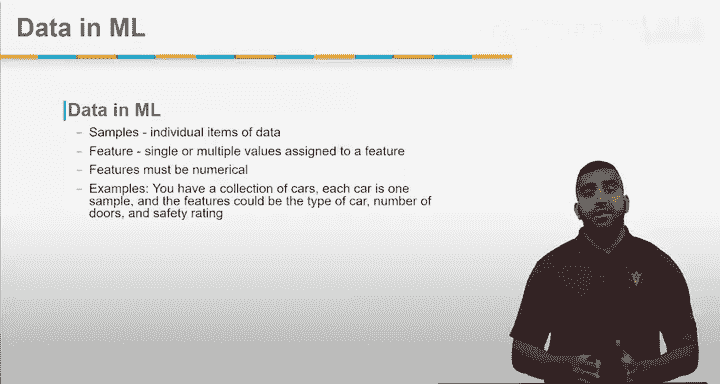 Data in ML
Data in ML
– Samples - individual items of data
– Feature - single or multiple values assigned to a feature
– Features must be numerical
– Examples: You have a collection of cars, each car is one
sample, and the features could be the type of car, number of
doors, and safety rating